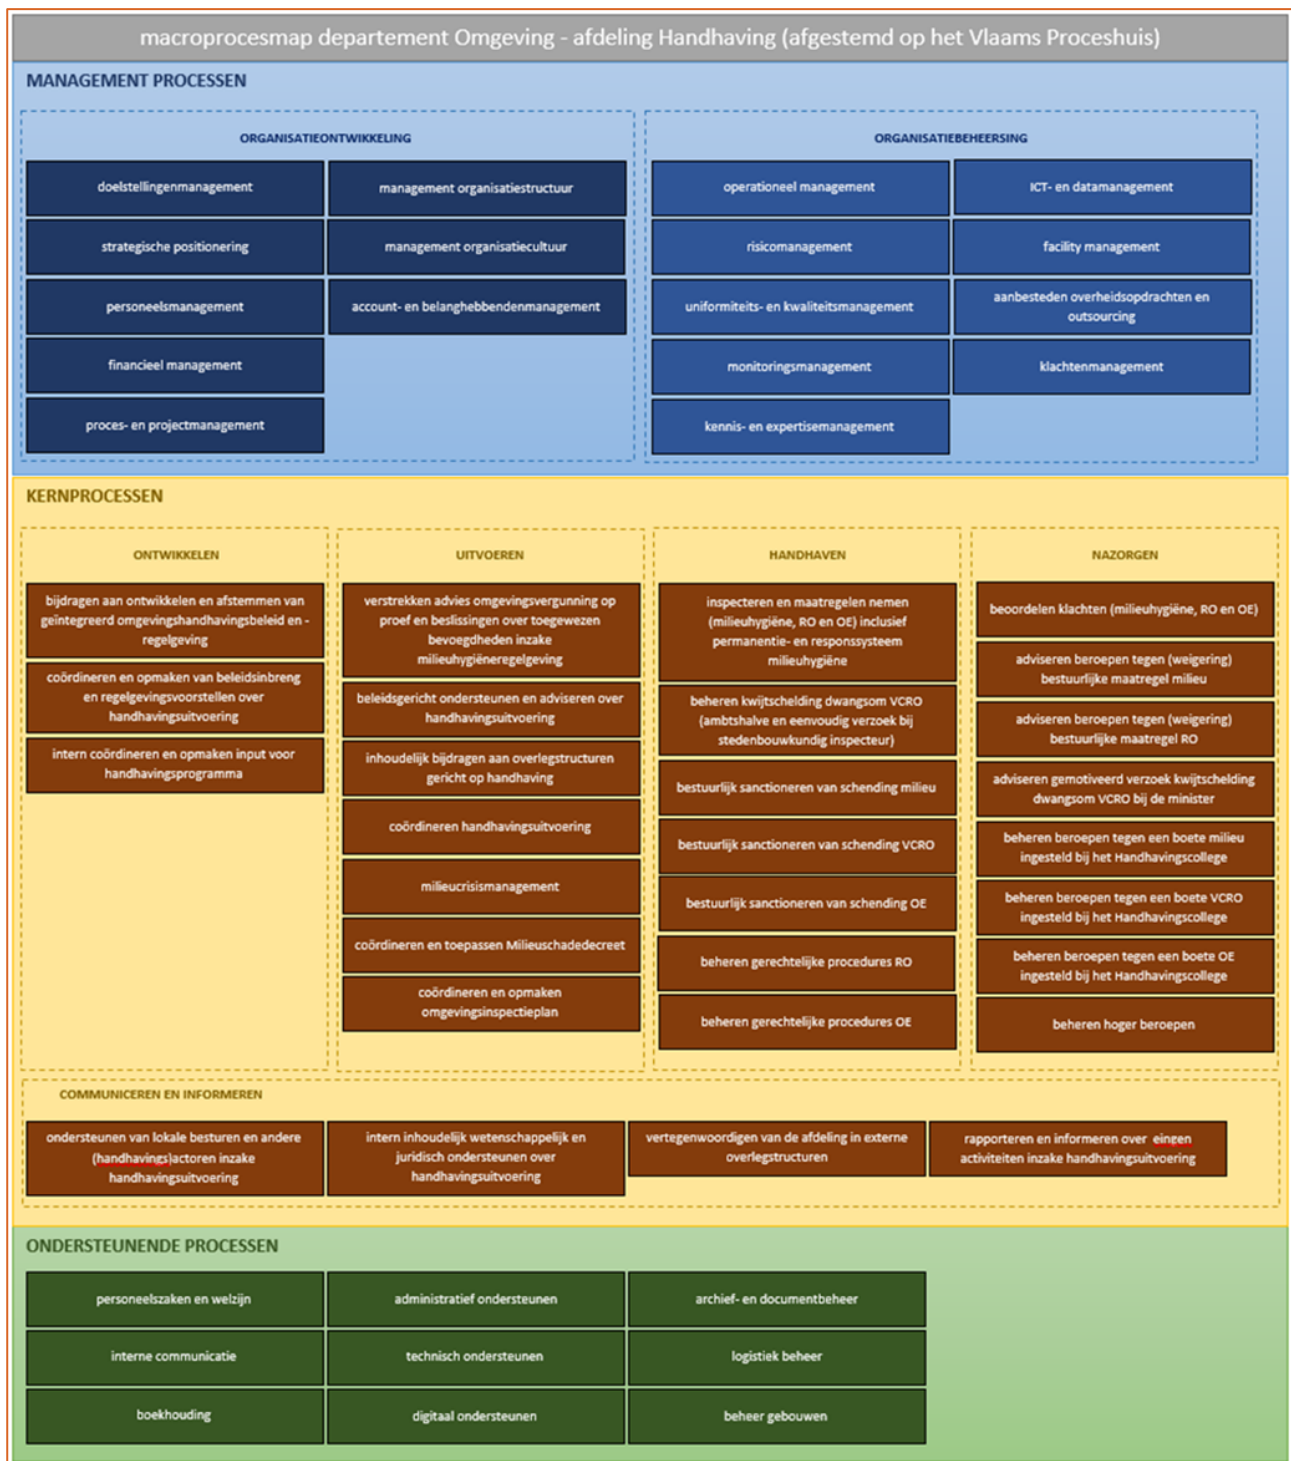 macroprocesmap departement Omgeving - afdeling Handhaving (afgestemd op het Vlaams Proceshuis)
MANAGEMENT PROCESSEN
ORGANISATIEONTWIKKELING
doelstellingenmanagement
management organisatiestructuur
strategische positionering
management organisatiecultuur
personeelsmanagement
account- en belanghebbendenmanagement
financieel management
proces- en projectmanagement
ORGANISATIEBEHEERSING
operationeel management
ICT- en datamanagement
risicomanagement
facility management
uniformiteits- en kwaliteitsmanagement
aanbesteden overheidsopdrachten en
outsourcing
monitoringsmanagement
klachtenmanagement
kennis- en expertisemanagement
KERNPROCESSEN
ONTWIKKELEN
bijdragen aan ontwikkelen en afstemmen van
geïntegreerd omgevingshandhavingsbeleid en -
regelgeving
coördineren en opmaken van beleidsinbreng
en regelgevingsvoorstellen over
handhavingsuitvoering
intern coördineren en opmaken input voor
handhavingsprogramma
UITVOEREN
verstrekken advies omgevingsvergunning op
proef en beslissingen over toegewezen
bevoegdheden inzake
milieuhygiëneregelgeving
beleidsgericht ondersteunen en adviseren over
handhavingsuitvoering
inhoudelijk bijdragen aan overlegstructuren
gericht op handhaving
coördineren handhavingsuitvoering
milieucrisismanagement
coördineren en toepassen Milieuschadedecreet
coördineren en opmaken
omgevingsinspectieplan
HANDHAVEN
inspecteren en maatregelen nemen
(milieuhygiëne, RO en OE) inclusief
permanentie- en responssysteem
milieuhygiëne
beheren kwijtschelding dwangsom VCRO
(ambtshalve en eenvoudig verzoek bij
stedenbouwkundig inspecteur)
bestuurlijk sanctioneren van schending milieu
bestuurlijk sanctioneren van schending VCRO
bestuurlijk sanctioneren van schending OE
beheren gerechtelijke procedures RO
beheren gerechtelijke procedures OE
NAZORGEN
beoordelen klachten (milieuhygiëne, RO en OE)
adviseren beroepen tegen (weigering)
bestuurlijke maatregel milieu
adviseren beroepen tegen (weigering)
bestuurlijke maatregel RO
adviseren gemotiveerd verzoek kwijtschelding
dwangsom VCRO bij de minister
beheren beroepen tegen een boete milieu
ingesteld bij het Handhavingscollege
beheren beroepen tegen een boete VCRO
ingesteld bij het Handhavingscollege
beheren beroepen tegen een boete OE
ingesteld bij het Handhavingscollege
beheren hoger beroepen
COMMUNICEREN EN INFORMEREN
ondersteunen van lokale besturen en andere
(handhavings)actoren inzake
handhavingsuitvoering
intern inhoudelijk wetenschappelijk en
juridisch ondersteunen over
handhavingsuitvoering
vertegenwoordigen van de afdeling in externe
overlegstructuren
rapporteren en informeren over eingen
activiteiten inzake handhavingsuitvoering
ONDERSTEUNENDE PROCESSEN
personeelszaken en welzijn
administratief ondersteunen
archief- en documentbeheer
interne communicatie
technisch ondersteunen
logistiek beheer
boekhouding
digitaal ondersteunen
beheer gebouwen